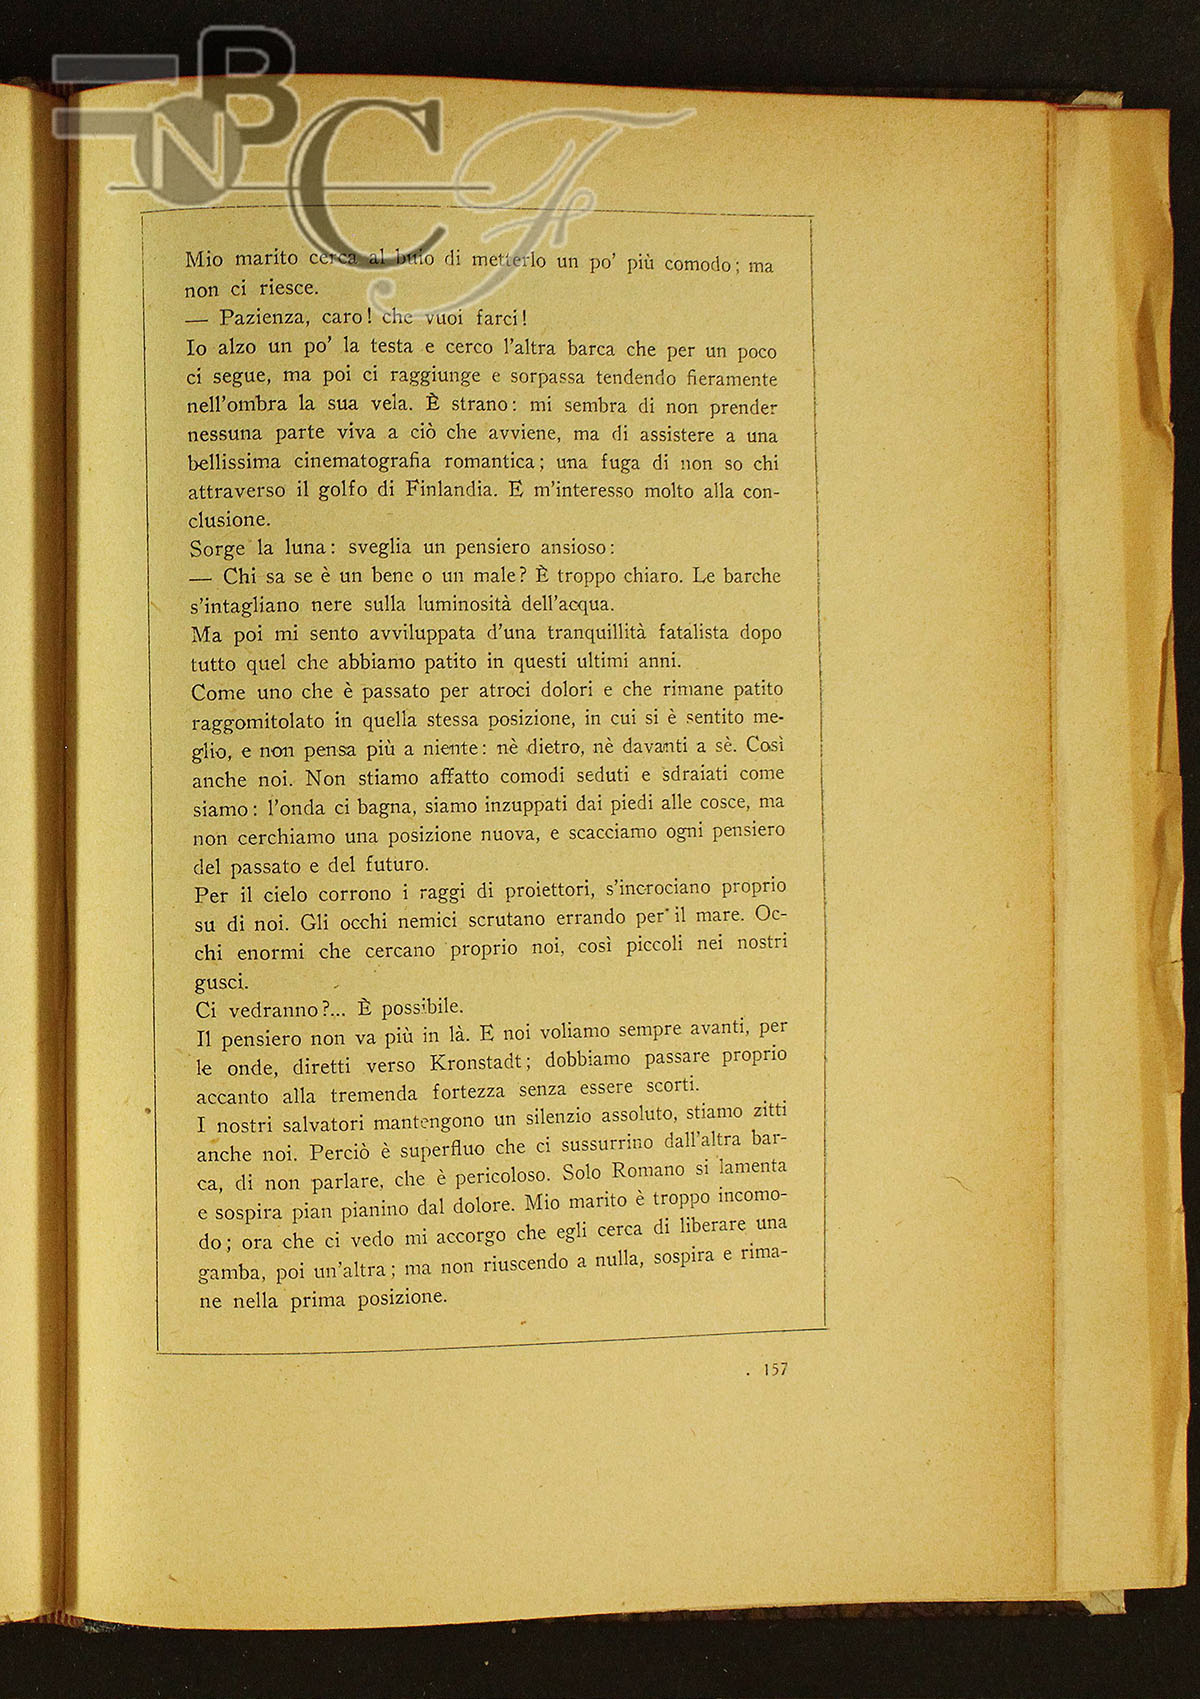 BNCF
Mio marito cerca al buio di metterlo un po' più comodo; ma
non ci riesce.
— Pazienza, caro! che vuoi farci!
Io alzo un po' la testa e cerco l'altra barca che per un poco
ci segue, ma poi ci raggiunge e sorpassa tendendo fieramente
nell'ombra la sua vela. È strano: mi sembra di non prender
nessuna parte viva a ciò che avviene, ma di assistere a una
bellissima cinematografia romantica; una fuga di non so chi
attraverso il golfo di Finlandia. E m'interesso molto alla con-
clusione.
Sorge la luna: sveglia un pensiero ansioso:
— Chi sa se è un bene o un male? È troppo chiaro. Le barche
s'intagliano nere sulla luminosità dell'acqua.
Ma poi mi sento avviluppata d'una tranquillità fatalista dopo
tutto quel che abbiamo patito in questi ultimi anni.
Come uno che è passato per atroci dolori e che rimane patito
raggomitolato in quella stessa posizione, in cui si è sentito me-
glio, e non pensa più a niente: nè dietro, nè davanti a sè. Così
anche noi. Non stiamo affatto comodi seduti e sdraiati come
siamo: l'onda ci bagna, siamo inzuppati dai piedi alle cosce, ma
non cerchiamo una posizione nuova, e scacciamo ogni pensiero
del passato e del futuro.
Per il cielo corrono i raggi di proiettori, s'incrociano proprio
su di noi. Gli occhi nemici scrutano errando per il mare. Oc-
chi enormi che cercano proprio noi, così piccoli nei nostri
gusci.
Ci vedranno?... È possibile.
Il pensiero non va più in là. E noi voliamo sempre avanti, per
le onde, diretti verso Kronstadt; dobbiamo passare proprio
accanto alla tremenda fortezza senza essere scorti.
I nostri salvatori mantengono un silenzio assoluto, stiamo zitti
anche noi. Perciò è superfluo che ci sussurrino dall'altra bar-
ca, di non parlare, che è pericoloso. Solo Romano si lamenta
e sospira pian pianino dal dolore. Mio marito è troppo incomo-
do; ora che ci vedo mi accorgo che egli cerca di liberare una
gamba, poi un'altra; ma non riuscendo a nulla, sospira e rima-
ne nella prima posizione.
. 157